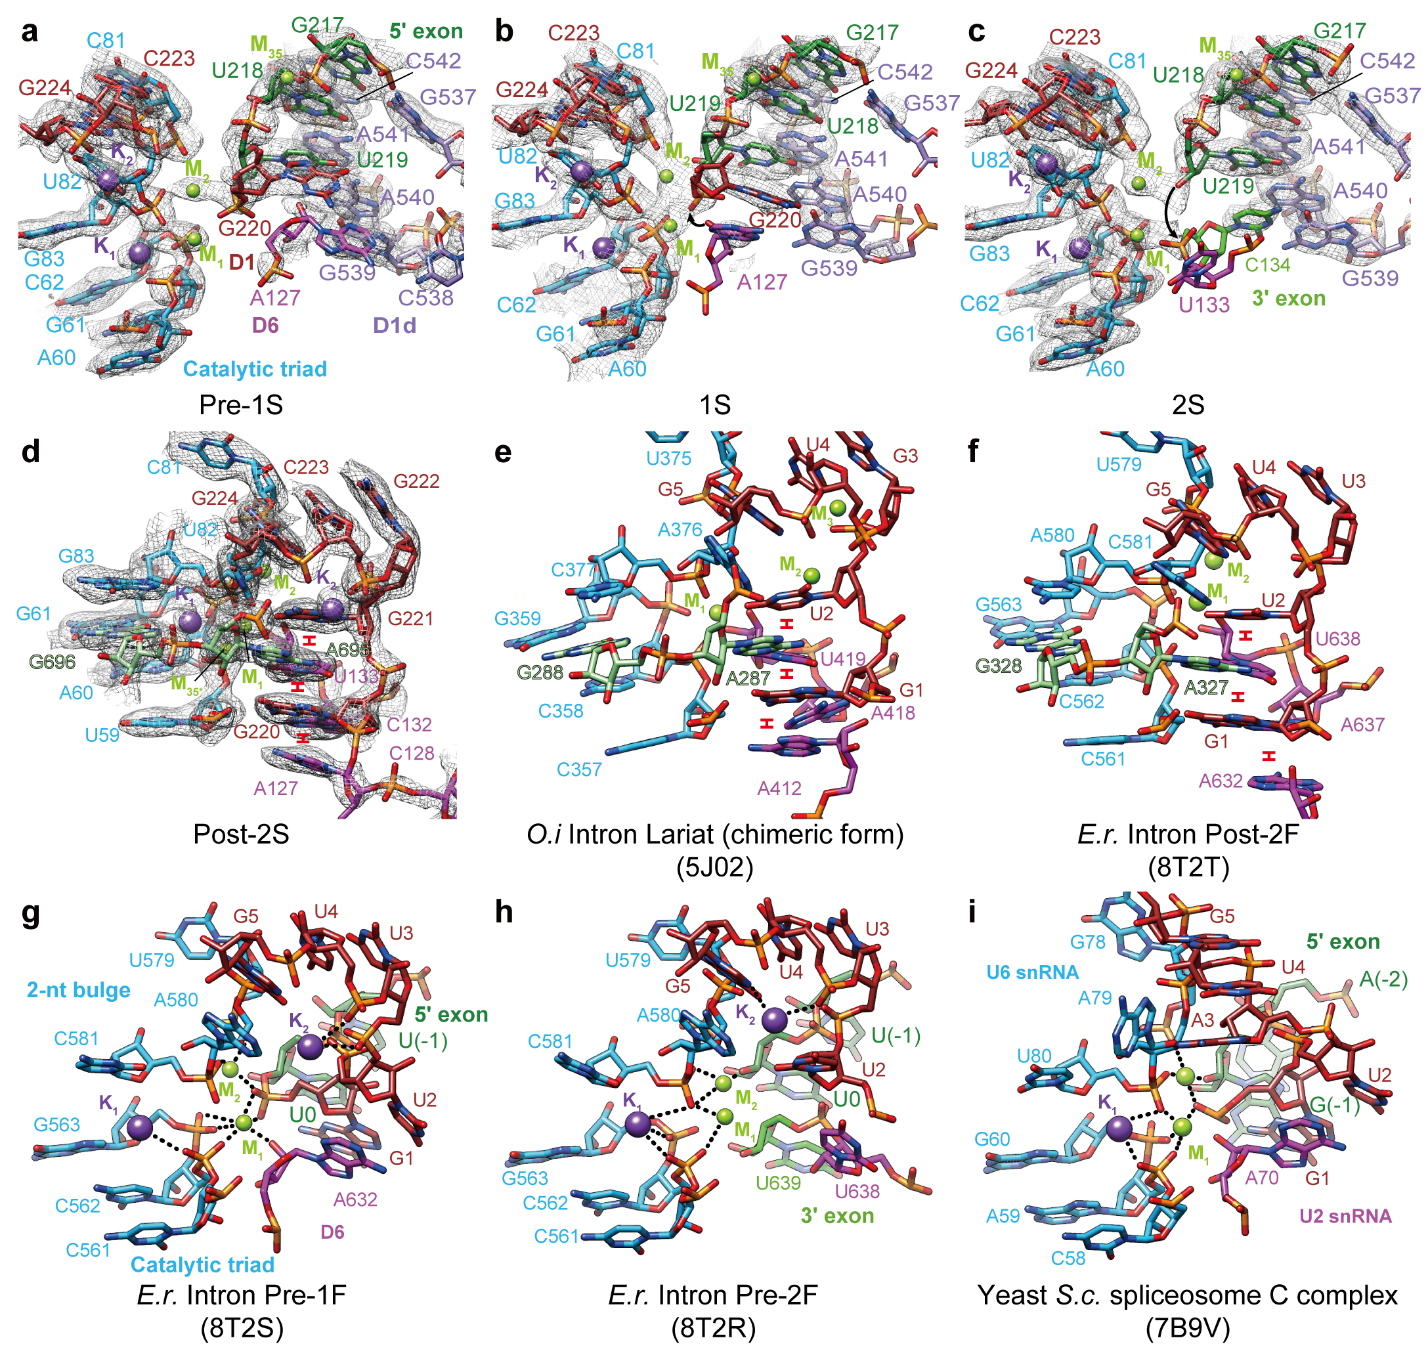 a
G217
5' exon
C81
C223
M35
U218
C542
G224
G537
K2
A541
U82
M2
U219
A540
G83
G220
K1
M1
D1
G539
C62
A127
C538
G61
D6
D1d
A60
Catalytic triad
Pre-1S
b
C223
C81
G217
M35
C542
G224
U219
G537
U218
U82
M2
A541
K2
A540
G83
G220
K1
M1
G539
C62
A127
G61
A60
1S
c
C223
C81
G217
M35
U218
C542
G224
G537
U82
M2
A541
K2
U219
A540
G83
K1
M1
C134
G539
C62
U133
3' exon
G61
A60
2S
d
C81
C223
G222
G224
U82
G83
M2
K2
K1
G61
G221
G696
A695
A60
M35*
M1
U133
U59
G220
C132
C128
A127
Post-2S
e
U375
U4
G3
G5
M3
A376
C377
M2
M1
U2
G359
U419
G288
A287
G1
C358
A418
C357
A412
O.i Intron Lariat (chimeric form)
(5J02)
f
U579
U4
U3
G5
A580
C581
M2
M1
G563
U2
U638
G328
A327
C562
A637
C561
G1
A632
E.r. Intron Post-2F
(8T2T)
g
G5
U4
U3
U579
2-nt bulge
A580
5' exon
K2
C581
U(-1)
M2
K1
U0
U2
G563
M1
G1
C562
A632
D6
C561
Catalytic triad
E.r. Intron Pre-1F
(8T2S)
h
U3
U579
U4
G5
A580
K2
C581
U(-1)
U2
K1
M2
U0
M1
G563
C562
U639
U638
3' exon
C561
E.r. Intron Pre-2F
(8T2R)
i
G5
G78
5' exon
U6 snRNA
U4
A(-2)
A79
A3
U80
U2
K1
G(-1)
G60
M1
A70
G1
A59
U2 snRNA
C58
Yeast S.c. spliceosome C complex
(7B9V)